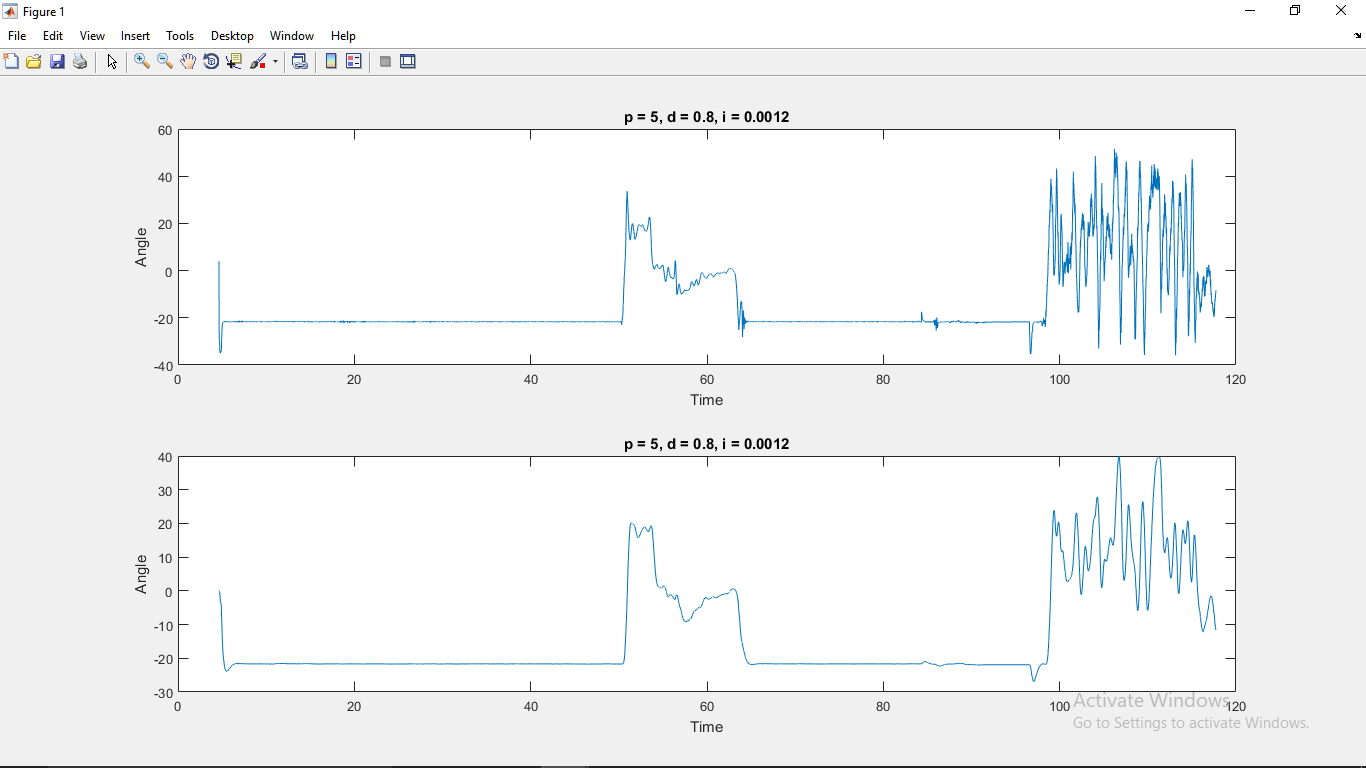 Figure 1
File Edit View Insert Tools Desktop Window Help
p = 5, d = 0.8, i = 0.0012
60
40
20
0
-20
-40
Angle
0 20 40 60 80 100 120
Time
p = 5, d = 0.8, i = 0.0012
40
30
20
10
0
-10
-20
-30
Angle
0 20 40 60 80 100 120
Time
Activate Windows
Go to Settings to activate Windows.